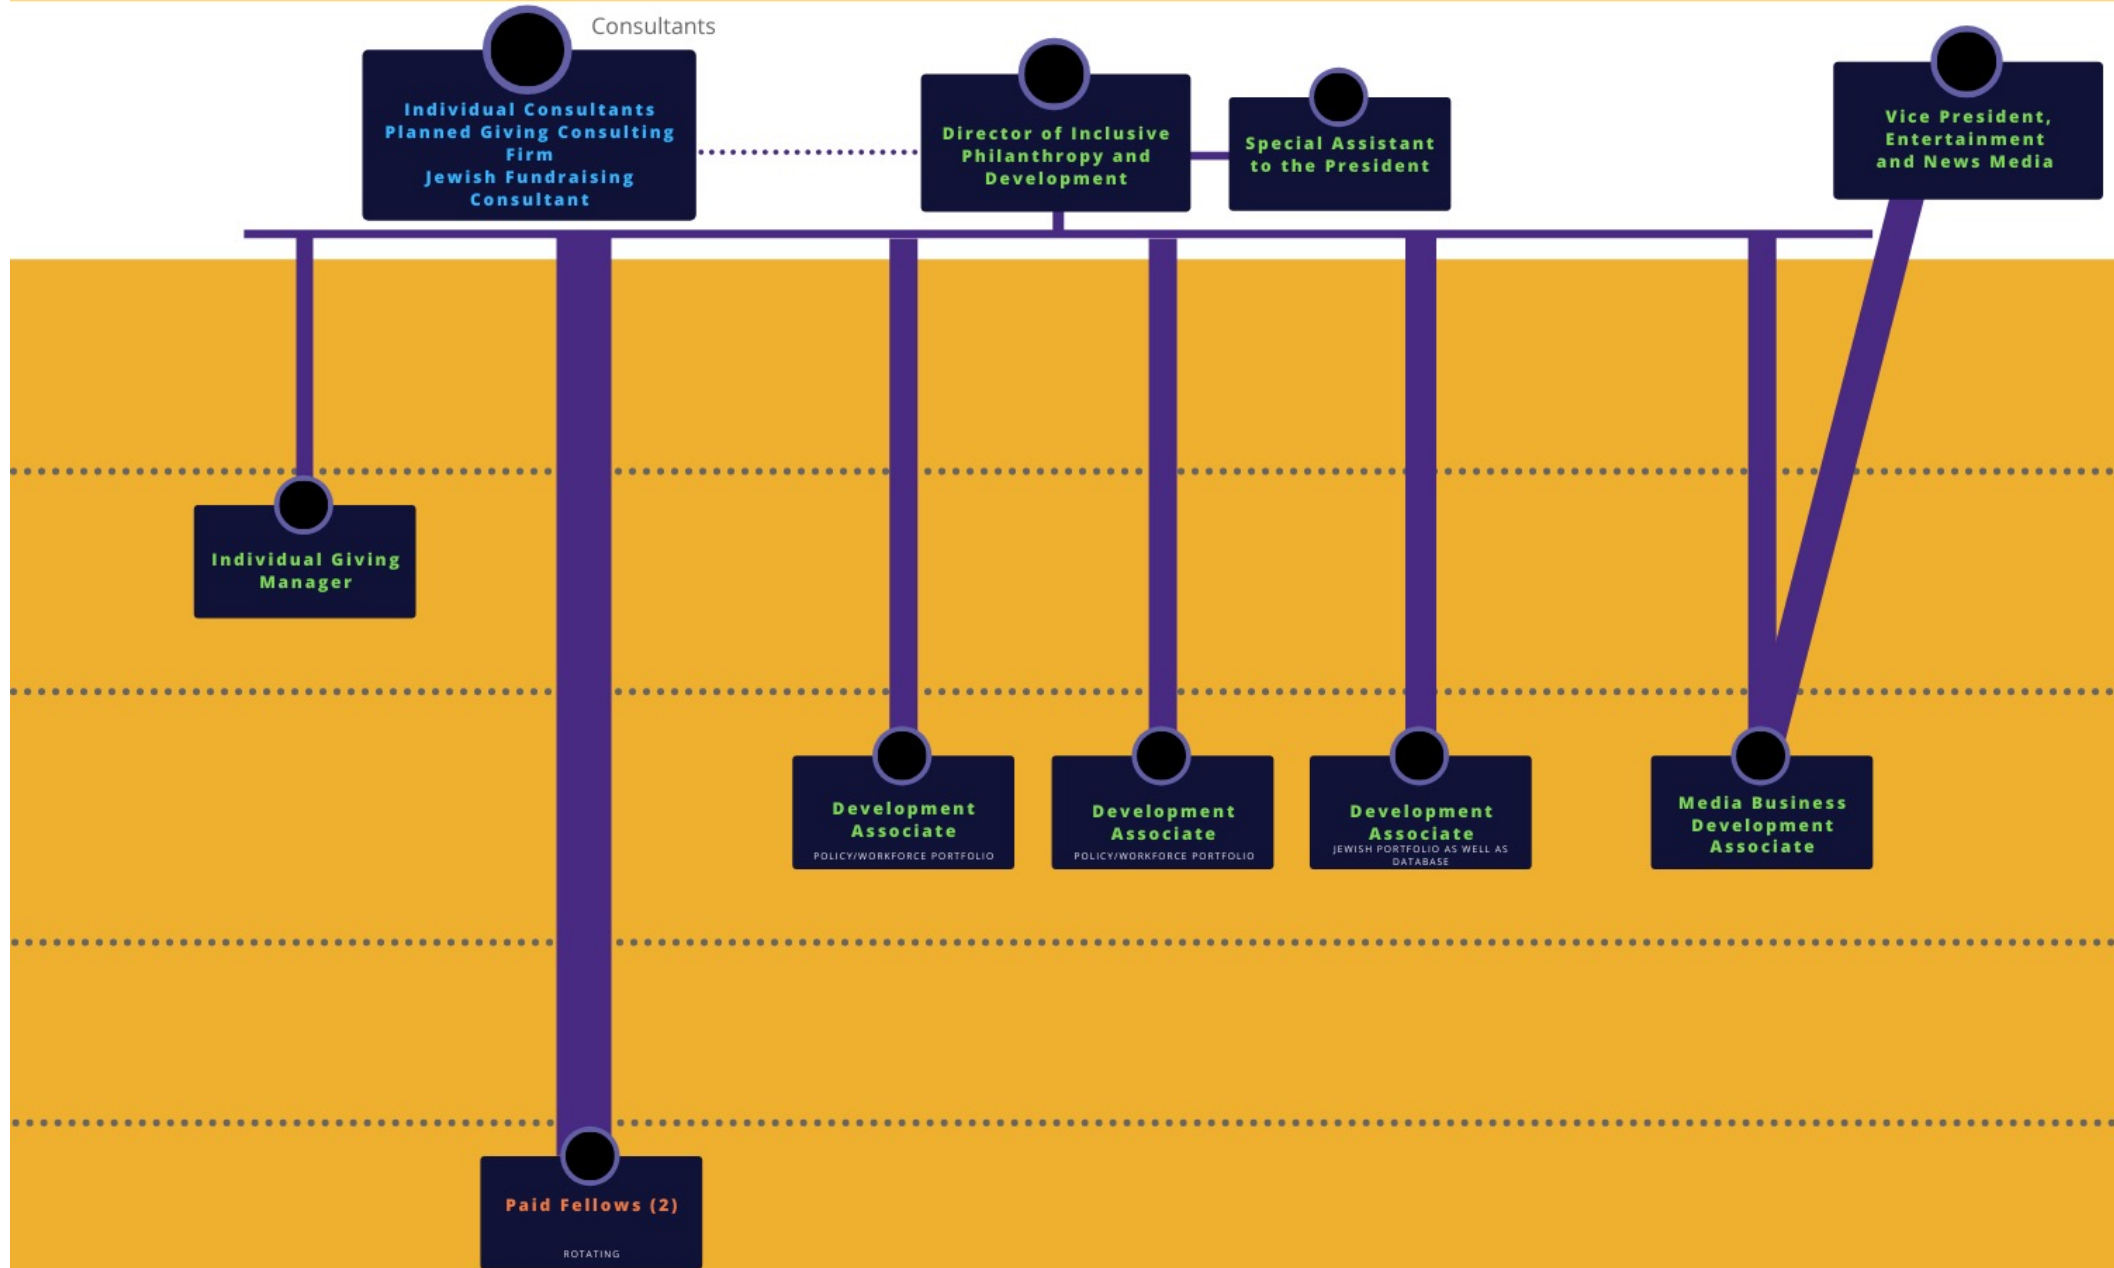 Consultants
Individual Consultants
Planned Giving Consulting
Firm
Jewish Fundraising
Consultant
Director of Inclusive
Philanthropy and
Development
Special Assistant
to the President
Vice President,
Entertainment
and News Media
Individual Giving
Manager
Development
Associate
POLICY/WORKFORCE PORTFOLIO
Development
Associate
POLICY/WORKFORCE PORTFOLIO
Development
Associate
JEWISH PORTFOLIO AS WELL AS
DATABASE
Media Business
Development
Associate
Paid Fellows (2)
ROTATING